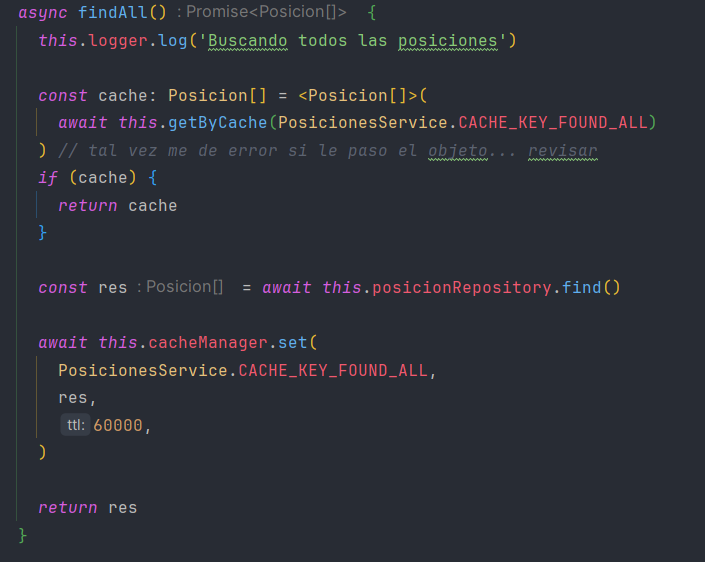 async findAll() : Promise<Posicion[]> {
this.logger.log('Buscando todos las posiciones')
const cache: Posicion[] = <Posicion[]>(
await this.getByCache(PosicionesService.CACHE_KEY_FOUND_ALL)
) // tal vez me de error si le paso el objeto... revisar
if (cache) {
return cache
}
const res : Posicion[] = await this.posicionRepository.find()
await this.cacheManager.set(
PosicionesService.CACHE_KEY_FOUND_ALL,
res,
ttl: 60000,
)
return res
}